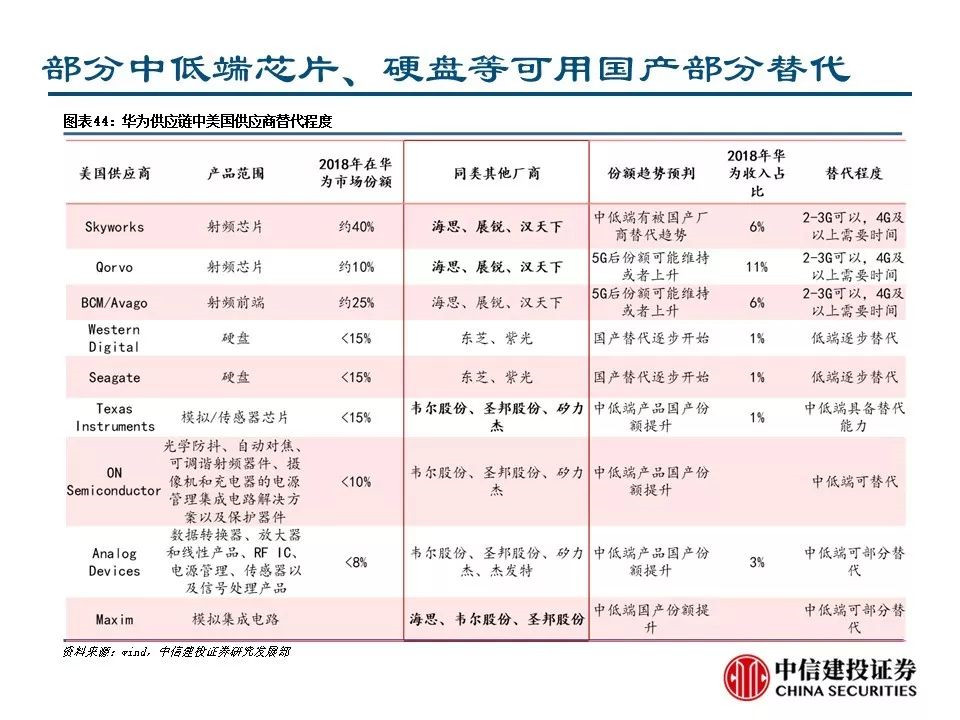 部分中低端芯片、硬盘等可用国产部分替代
图表44：华为供应链中美国供应商替代程度
美国供应商 产品范围 2018年在华为市场份额 同类其他厂商 份额趋势预判 2018年华为收入占比 替代程度
Skyworks 射频芯片 约40% 海思、展锐、汉天下 中低端有被国产厂商替代趋势 6% 2-3G可以，4G及以上需要时间
Qorvo 射频芯片 约10% 海思、展锐、汉天下 5G后份额可能维持或者上升 11% 2-3G可以，4G及以上需要时间
BCM/Avago 射频前端 约25% 海思、展锐、汉天下 5G后份额可能维持或者上升 6% 2-3G可以，4G及以上需要时间
Western Digital 硬盘 <15% 东芝、紫光 国产替代逐步开始 1% 低端逐步替代
Seagate 硬盘 <15% 东芝、紫光 国产替代逐步开始 1% 低端逐步替代
Texas Instruments 模拟/传感器芯片 <15% 韦尔股份、圣邦股份、矽力杰 中低端产品国产份额提升 1% 中低端具备替代能力
ON Semiconductor 光学防抖、自动对焦、可调谐射频器件、摄像机和充电器的电源管理集成电路解决方案以及保护器件 <10% 韦尔股份、圣邦股份、矽力杰 中低端产品国产份额提升 中低端可替代
Analog Devices 数据转换器、放大器和线性产品、RF IC、电源管理、传感器以及信号处理产品 <8% 韦尔股份、圣邦股份、矽力杰、杰发特 中低端产品国产份额提升 3% 中低端可部分替代
Maxim 模拟集成电路 海思、韦尔股份、圣邦股份 中低端国产份额提升 中低端可部分替代
资料来源：wind，中信建投证券研究发展部
中信建投证券
CHINA SECURITIES